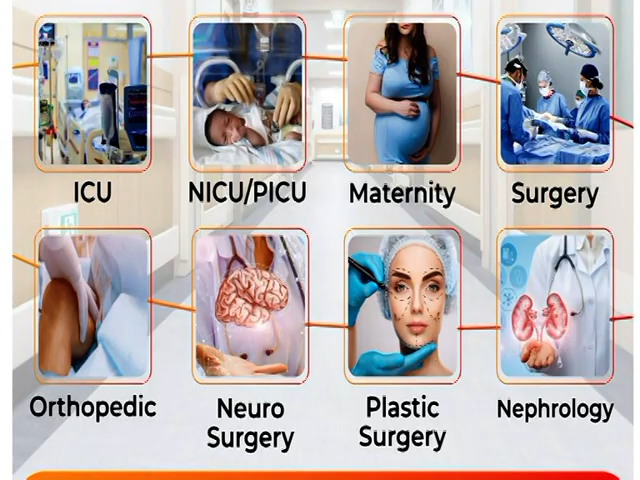 ICU
NICU/PICU
Maternity
Surgery
Orthopedic
Neuro
Surgery
Plastic
Surgery
Nephrology